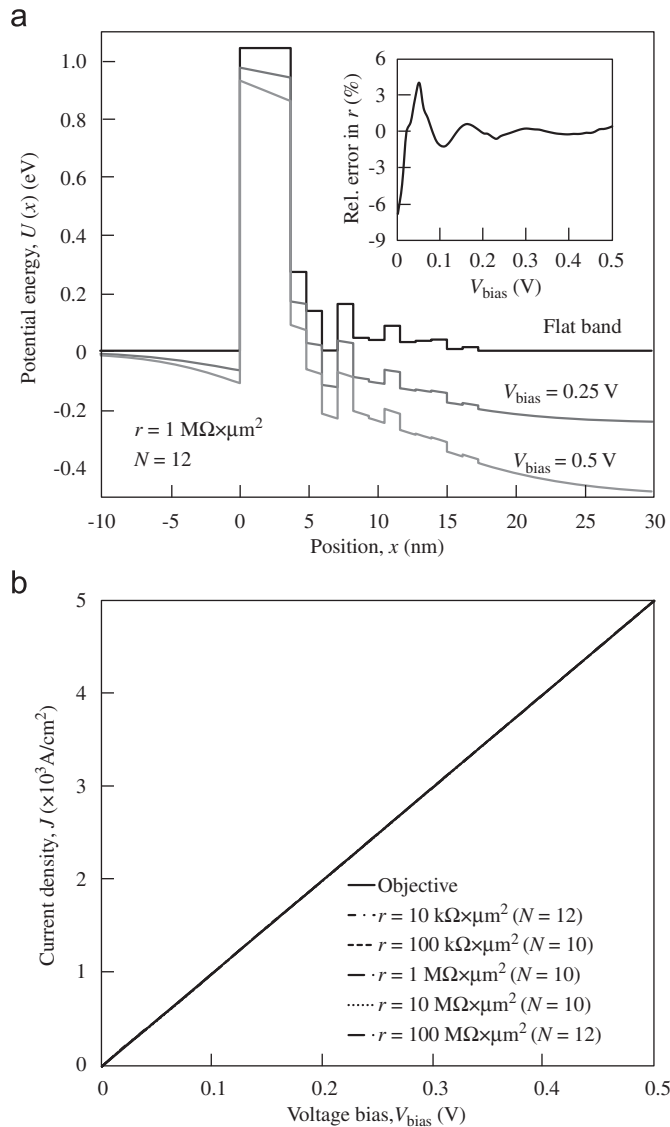 a
1.0
0.8
0.6
0.4
0.2
0
-0.2
-0.4
Potential energy, U (x) (eV)
6
3
0
-3
-6
-9
Rel. error in r (%)
0 0.1 0.2 0.3 0.4 0.5
V_bias (V)
Flat band
V_bias = 0.25 V
V_bias = 0.5 V
r = 1 MΩ×μm²
N = 12
-10 -5 0 5 10 15 20 25 30
Position, x (nm)
b
5
4
3
2
1
0
Current density, J (×10³A/cm²)
Objective
r = 10 kΩ×μm² (N = 12)
r = 100 kΩ×μm² (N = 10)
r = 1 MΩ×μm² (N = 10)
r = 10 MΩ×μm² (N = 10)
r = 100 MΩ×μm² (N = 12)
0 0.1 0.2 0.3 0.4 0.5
Voltage bias,V_bias (V)